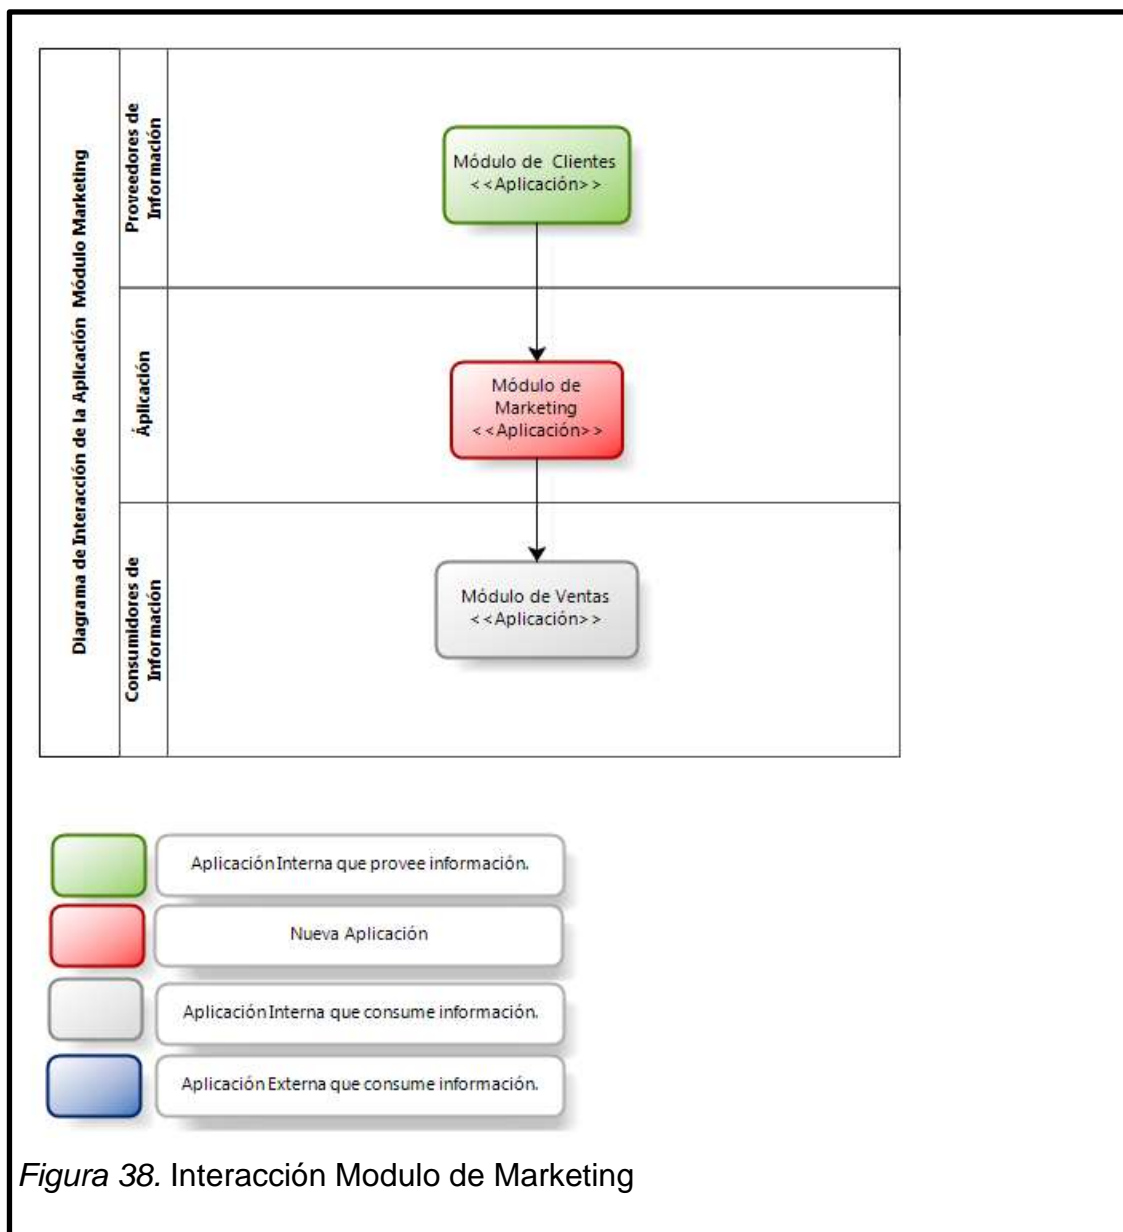 Diagrama de Interacción de la Aplicación Módulo Marketing
Proveedores de
Información
Módulo de Clientes
<<Aplicación>>
Áplicación
Módulo de
Marketing
<<Aplicación>>
Consumidores de
Información
Módulo de Ventas
<<Aplicación>>
Aplicación Interna que provee información.
Nueva Aplicación
Aplicación Interna que consume información.
Aplicación Externa que consume información.
Figura 38. Interacción Modulo de Marketing